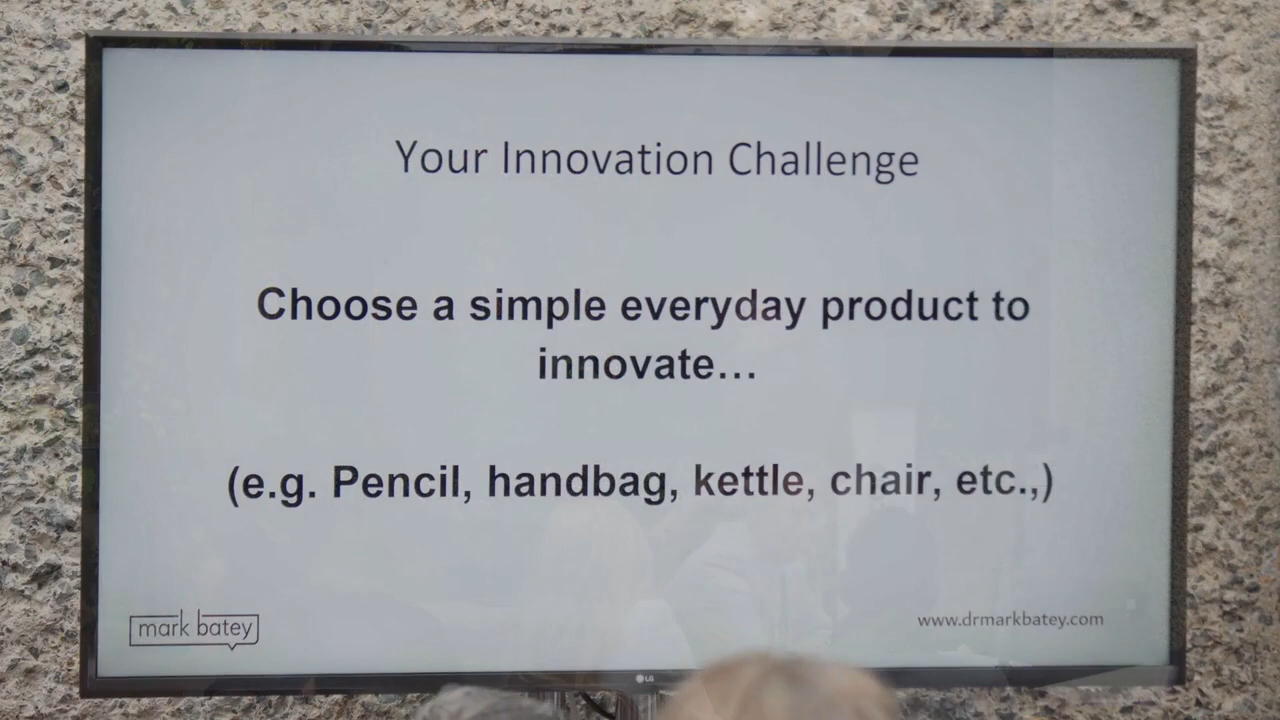 Your Innovation Challenge
Choose a simple everyday product to
innovate...
(e.g. Pencil, handbag, kettle, chair, etc.,)
mark batey
www.drmarkbatey.com
LG